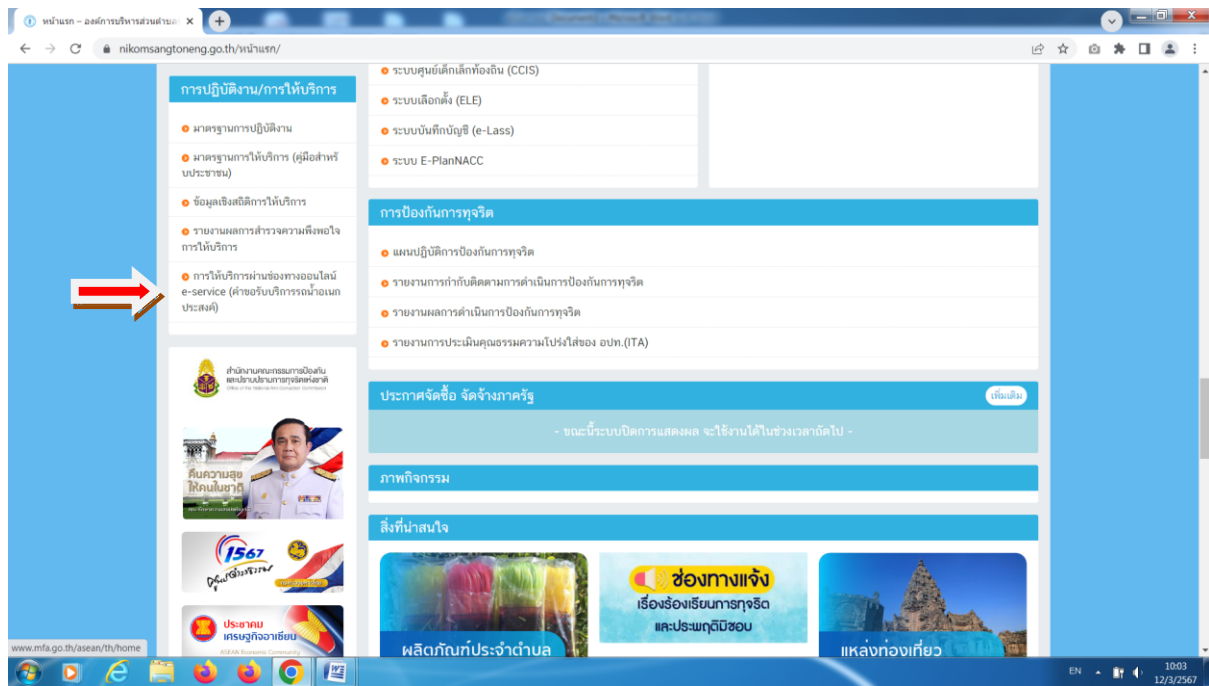 หน้าแรก – องค์การบริหารส่วนตำบล
nikomsangtoneng.go.th/หน้าแรก/
การปฏิบัติงาน/การให้บริการ
มาตรฐานการปฏิบัติงาน
มาตรฐานการให้บริการ (คู่มือสำหรั
บประชาชน)
ข้อมูลเชิงสถิติการให้บริการ
รายงานผลการสำรวจความพึงพอใจ
การให้บริการ
การให้บริการผ่านช่องทางออนไลน์
e-service (คำขอรับบริการรถน้ำอเนก
ประสงค์)
สำนักงานคณะกรรมการป้องกัน
และปราบปรามการทุจริตแห่งชาติ
คืนความสุข
ให้คนในชาติ
1567
ประชาคม
เศรษฐกิจอาเซียน
ASEAN Economic Community
ระบบศูนย์เด็กเล็กท้องถิ่น (CCIS)
ระบบเลือกตั้ง (ELE)
ระบบบันทึกบัญชี (e-Lass)
ระบบ E-PlanNACC
การป้องกันการทุจริต
แผนปฏิบัติการป้องกันการทุจริต
รายงานการกำกับติดตามการดำเนินการป้องกันการทุจริต
รายงานผลการดำเนินการป้องกันการทุจริต
รายงานการประเมินคุณธรรมความโปร่งใส่ของ อปท.(ITA)
ประกาศจัดซื้อ จัดจ้างภาครัฐ
เพิ่มเติม
- ขณะนี้ระบบปิดการแสดงผล จะใช้งานได้ในช่วงเวลาถัดไป -
ภาพกิจกรรม
สิ่งที่น่าสนใจ
ผลิตภัณฑ์ประจำตำบล
ช่องทางแจ้ง
เรื่องร้องเรียนการทุจริต
และประพฤติมิชอบ
แหล่งท่องเที่ยว
www.mfa.go.th/asean/th/home
EN
10:03
12/3/2567